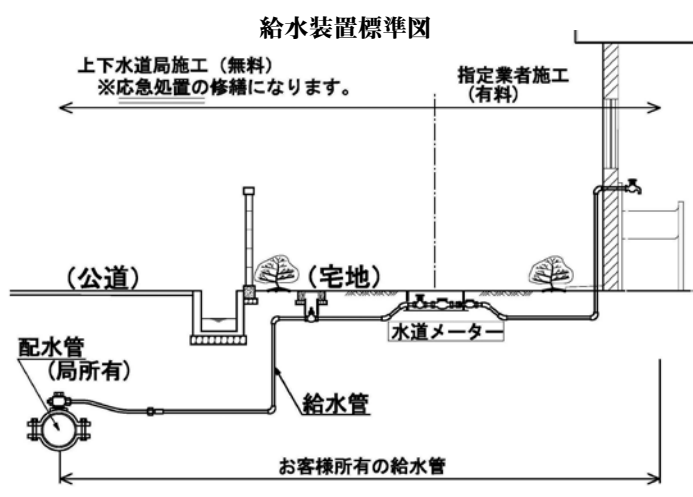 給水装置標準図
上下水道局施工（無料）
※応急処置の修繕になります。
指定業者施工
（有料）
（公道）
（宅地）
水道メーター
配水管
（局所有）
給水管
お客様所有の給水管